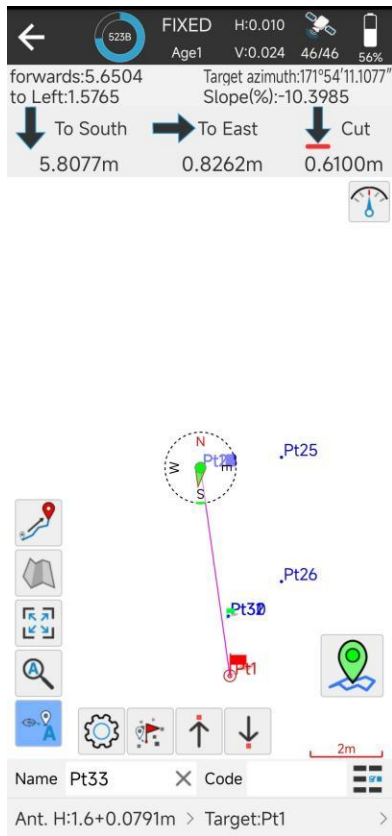 523B FIXED H:0.010
Age1 V:0.024 46/46 56%
forwards:5.6504 Target azimuth:171°54'11.1077"
to Left:1.5765 Slope(%):-10.3985
To South To East Cut
5.8077m 0.8262m 0.6100m
N
W E
S
Pt25
Pt26
Pt1
A
A
2m
Name Pt33 Code
Ant. H:1.6+0.0791m > Target:Pt1 >